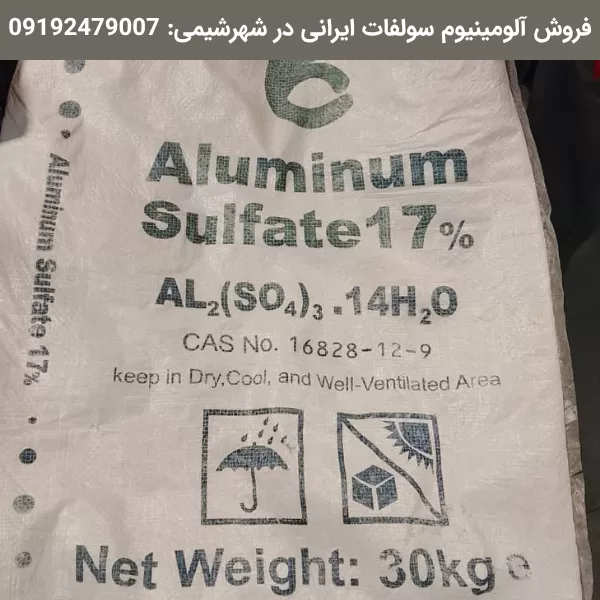 فروش آلومینیوم سولفات ایرانی در شهرشیمی: 09192479007
Aluminum
Sulfate17%
AL₂(SO₄)₃.14H₂O
CAS No. 16828-12-9
keep in Dry,Cool, and Well-Ventilated Area
Net Weight: 30kg e
Aluminum Sulfate 17%